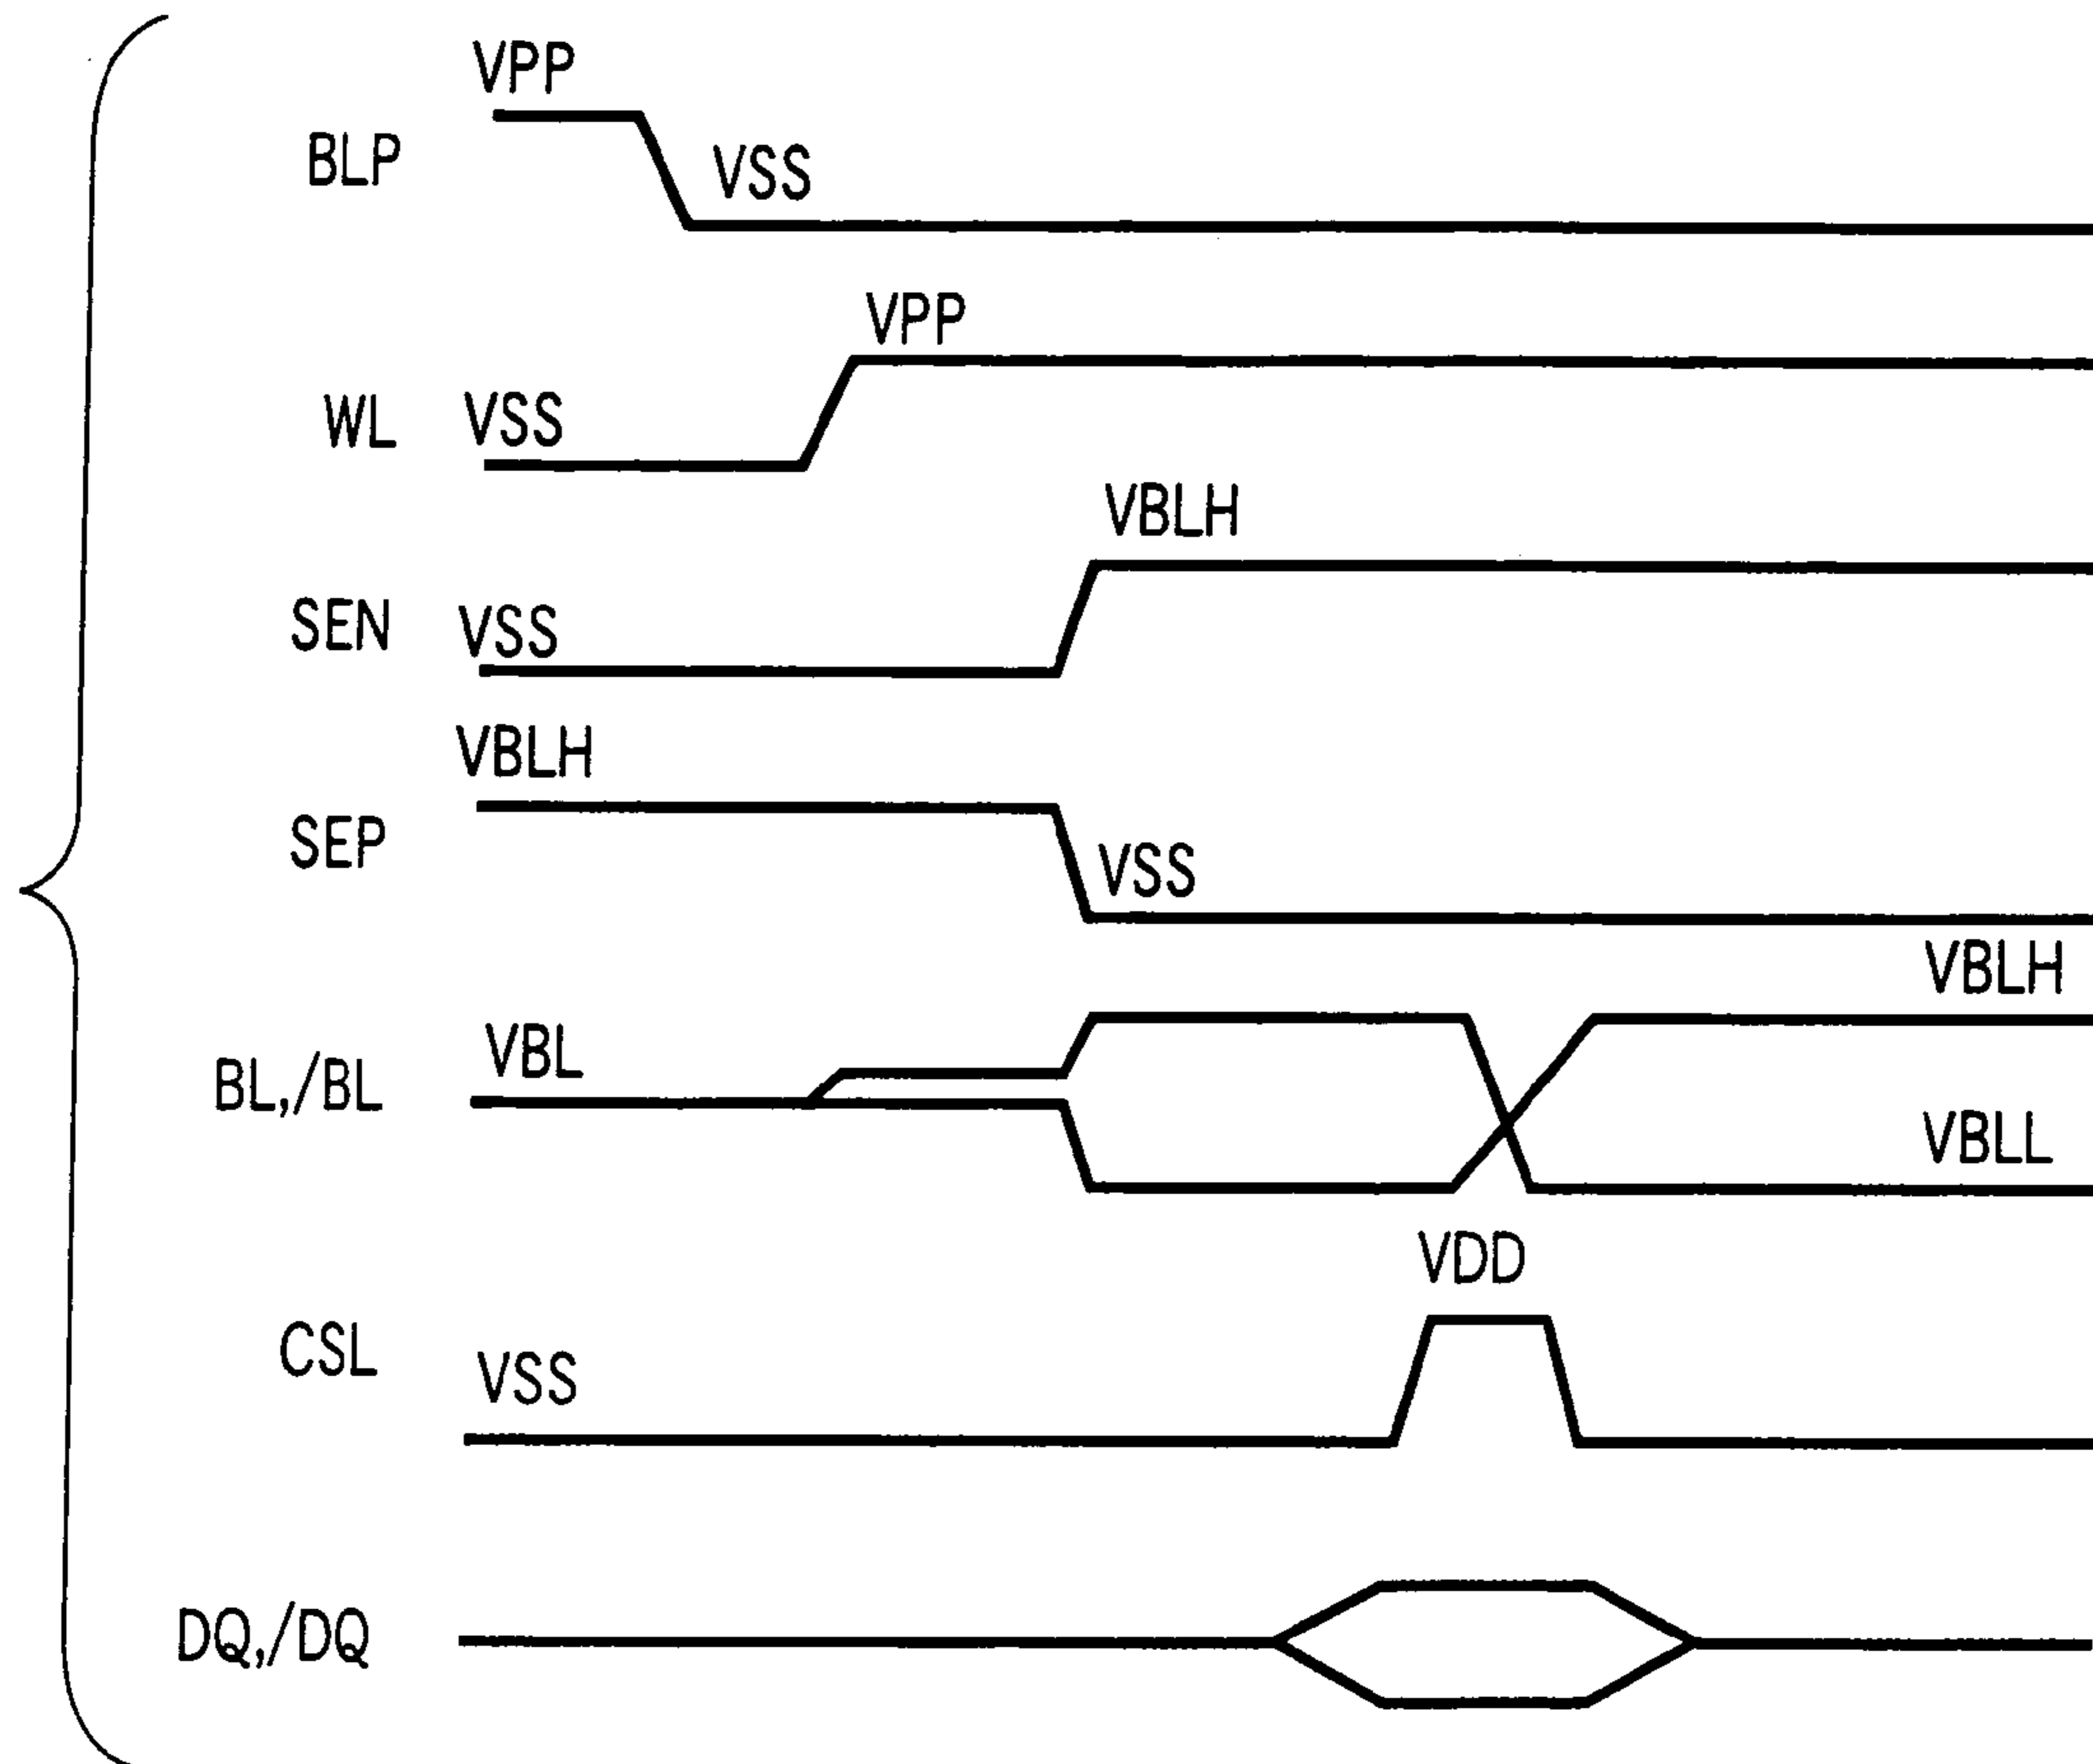 VPP
BLP
VSS
VPP
WL
VSS
VBLH
SEN
VSS
VBLH
SEP
VSS
VBLH
VBL
BL,/BL
VBLL
VDD
CSL
VSS
DQ,/DQ